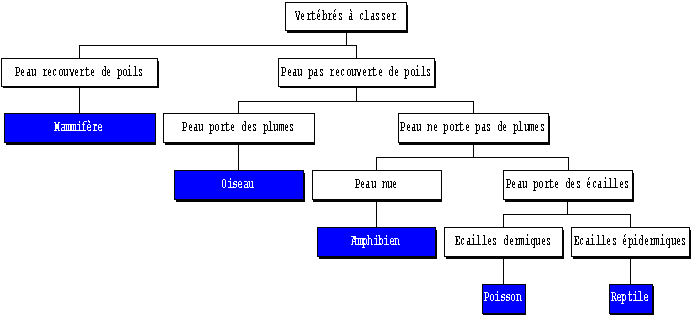 Vertébrés à classer
Peau recouverte de poils
Peau pas recouverte de poils
Mammifère
Peau porte des plumes
Peau ne porte pas de plumes
Oiseau
Peau nue
Peau porte des écailles
Amphibien
Ecailles dermiques
Ecailles épidermiques
Poisson
Reptile